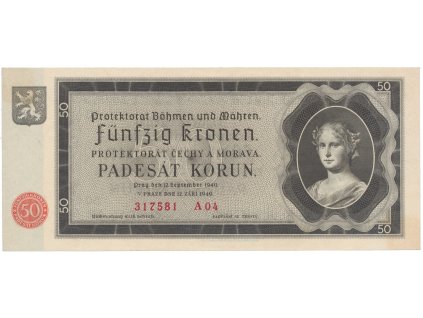 50
50
Protektorat Böhmen und Mähren.
Fünfzig Kronen.
PROTEKTORÁT ČECHY A MORAVA.
PADESÁT KORUN.
Prag den 12. September 1940.
V PRAZE DNE 12. ZÁŘÍ 1940.
317581 A 04
50
50
50